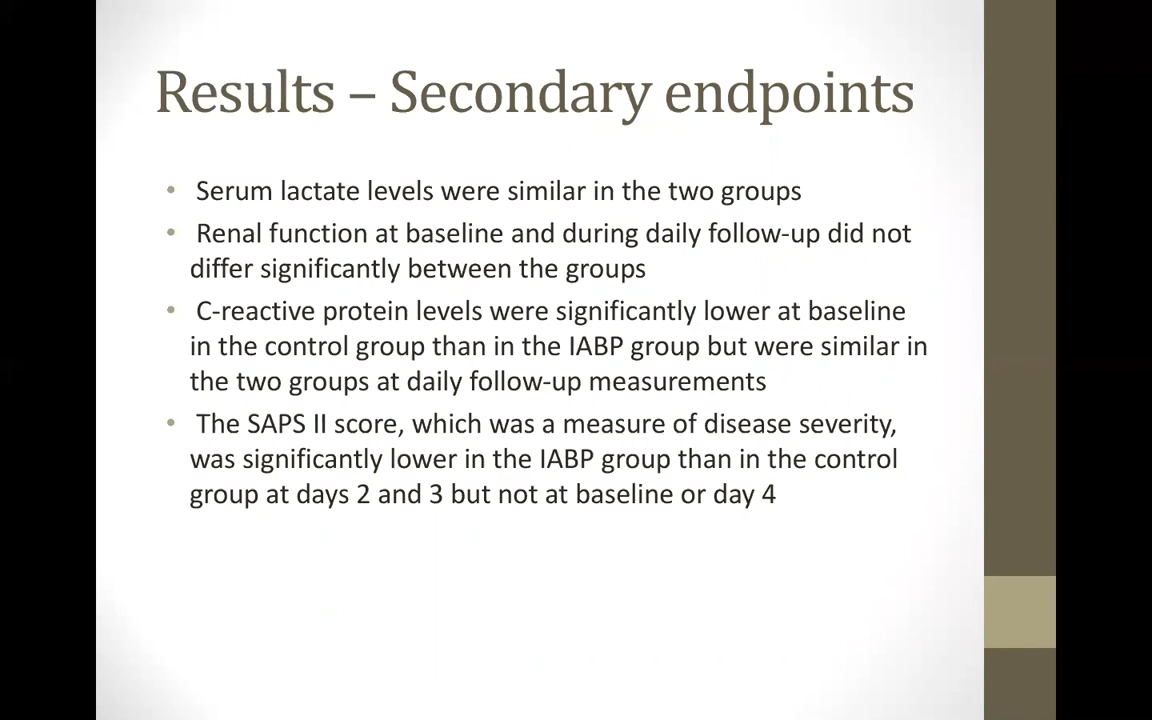 Results – Secondary endpoints
• Serum lactate levels were similar in the two groups
• Renal function at baseline and during daily follow-up did not
differ significantly between the groups
• C-reactive protein levels were significantly lower at baseline
in the control group than in the IABP group but were similar in
the two groups at daily follow-up measurements
• The SAPS II score, which was a measure of disease severity,
was significantly lower in the IABP group than in the control
group at days 2 and 3 but not at baseline or day 4